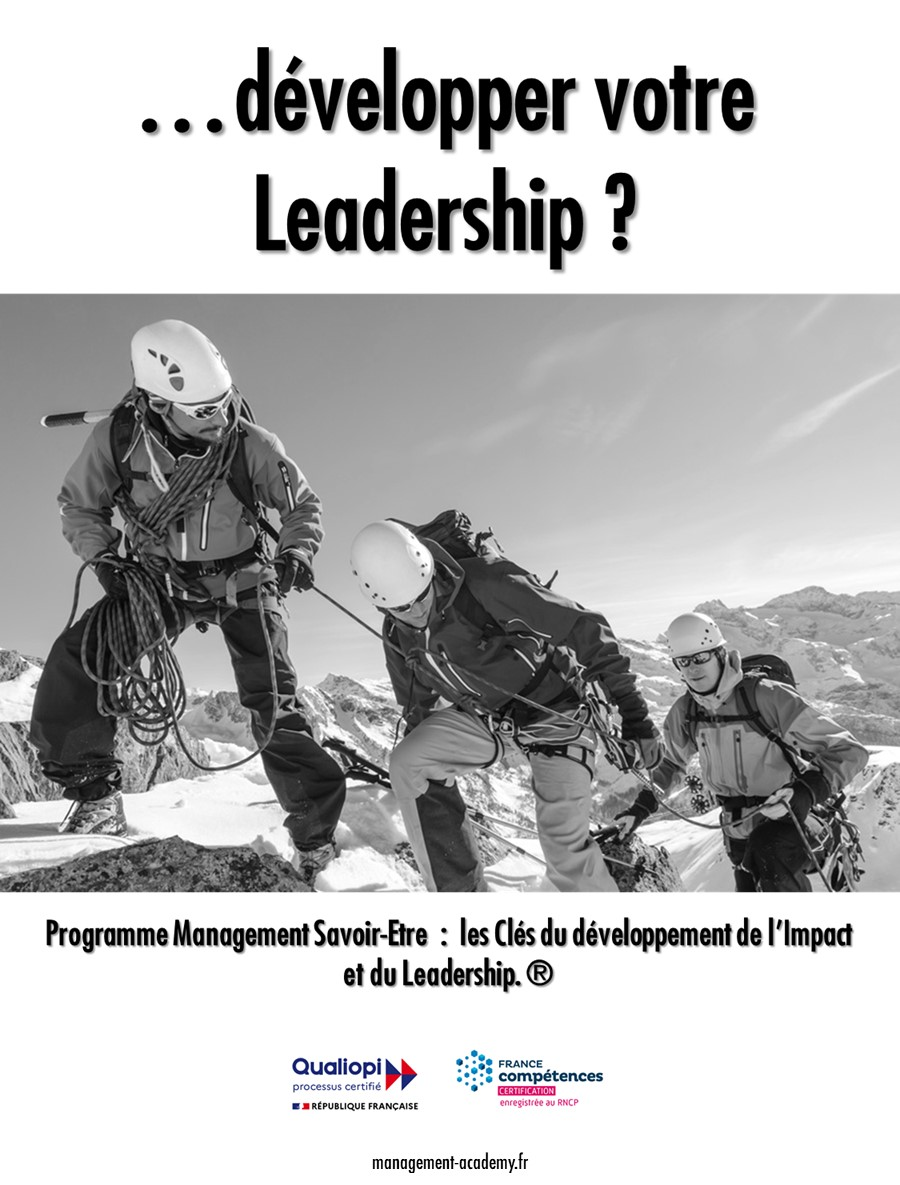 …développer votre
Leadership ?
Programme Management Savoir-Etre : les Clés du développement de l’Impact
et du Leadership. ®
Qualiopi
processus certifié
RÉPUBLIQUE FRANÇAISE
FRANCE
compétences
CERTIFICATION
enregistrée au RNCP
management-academy.fr